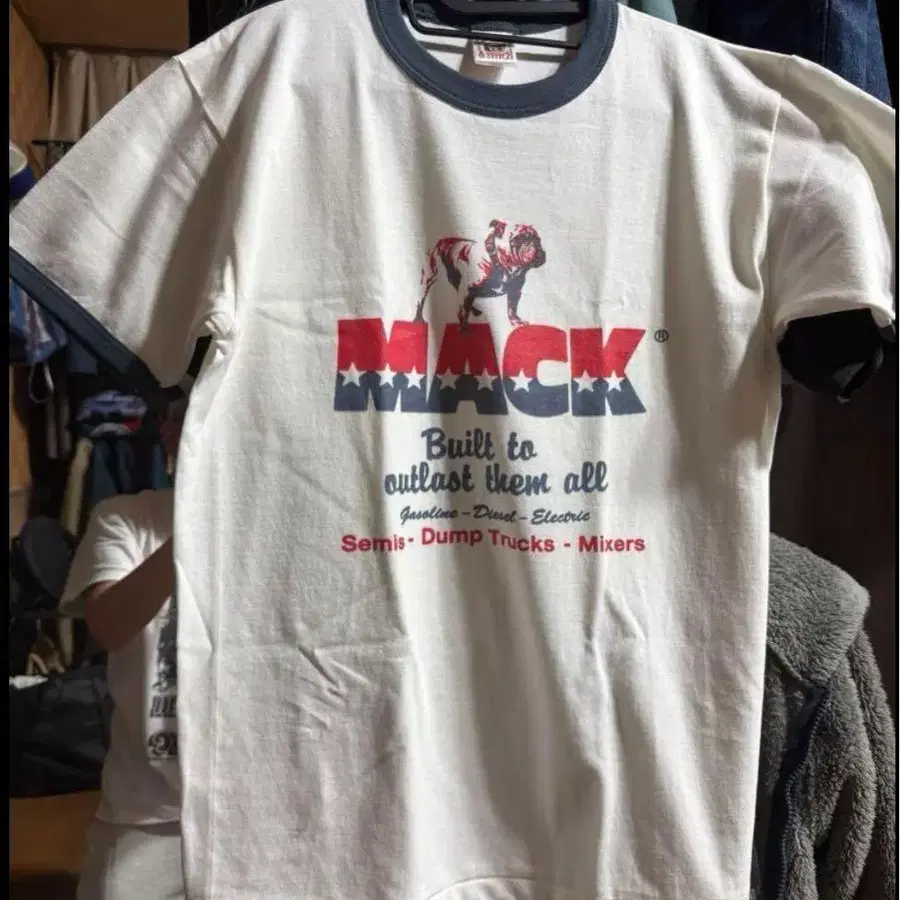 MACK®
Built to
outlast them all
Gasoline - Diesel - Electric
Semis - Dump Trucks - Mixers